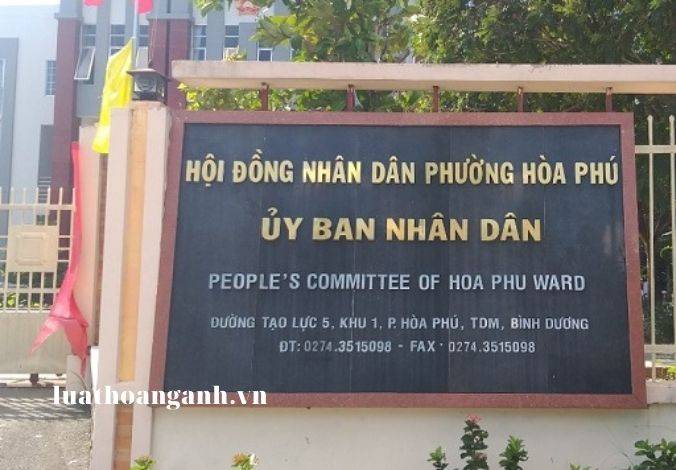 HỘI ĐỒNG NHÂN DÂN PHƯỜNG HÒA PHÚ
ỦY BAN NHÂN DÂN
PEOPLE'S COMMITTEE OF HOA PHU WARD
ĐƯỜNG TẠO LỰC 5, KHU 1, P. HÒA PHÚ, TDM, BÌNH DƯƠNG
ĐT: 0274.3515098 - FAX: 0274.3515098
luathoanganh.vn